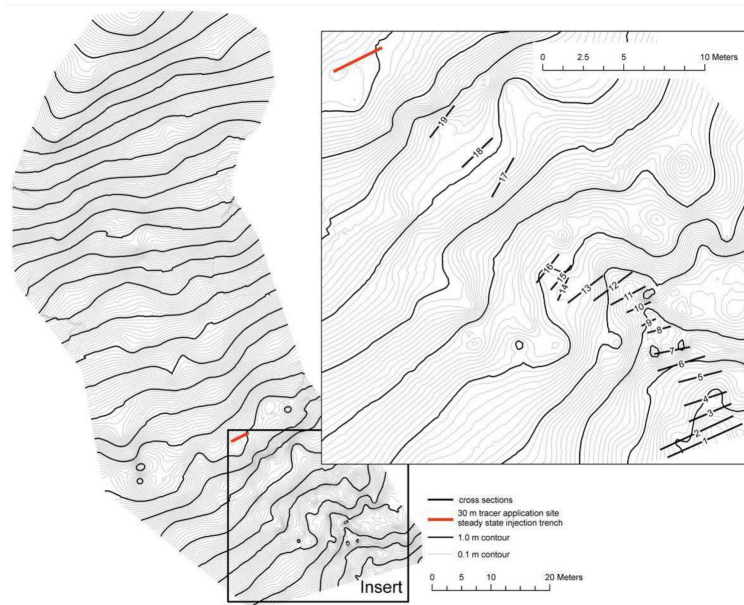 0 2.5 5 10 Meters
19
18
17
16
15
14
13
12
11
10
9
8
7
6
5
4
3
2
1
cross sections
30 m tracer application site
steady state injection trench
1.0 m contour
0.1 m contour
Insert
0 5 10 20 Meters